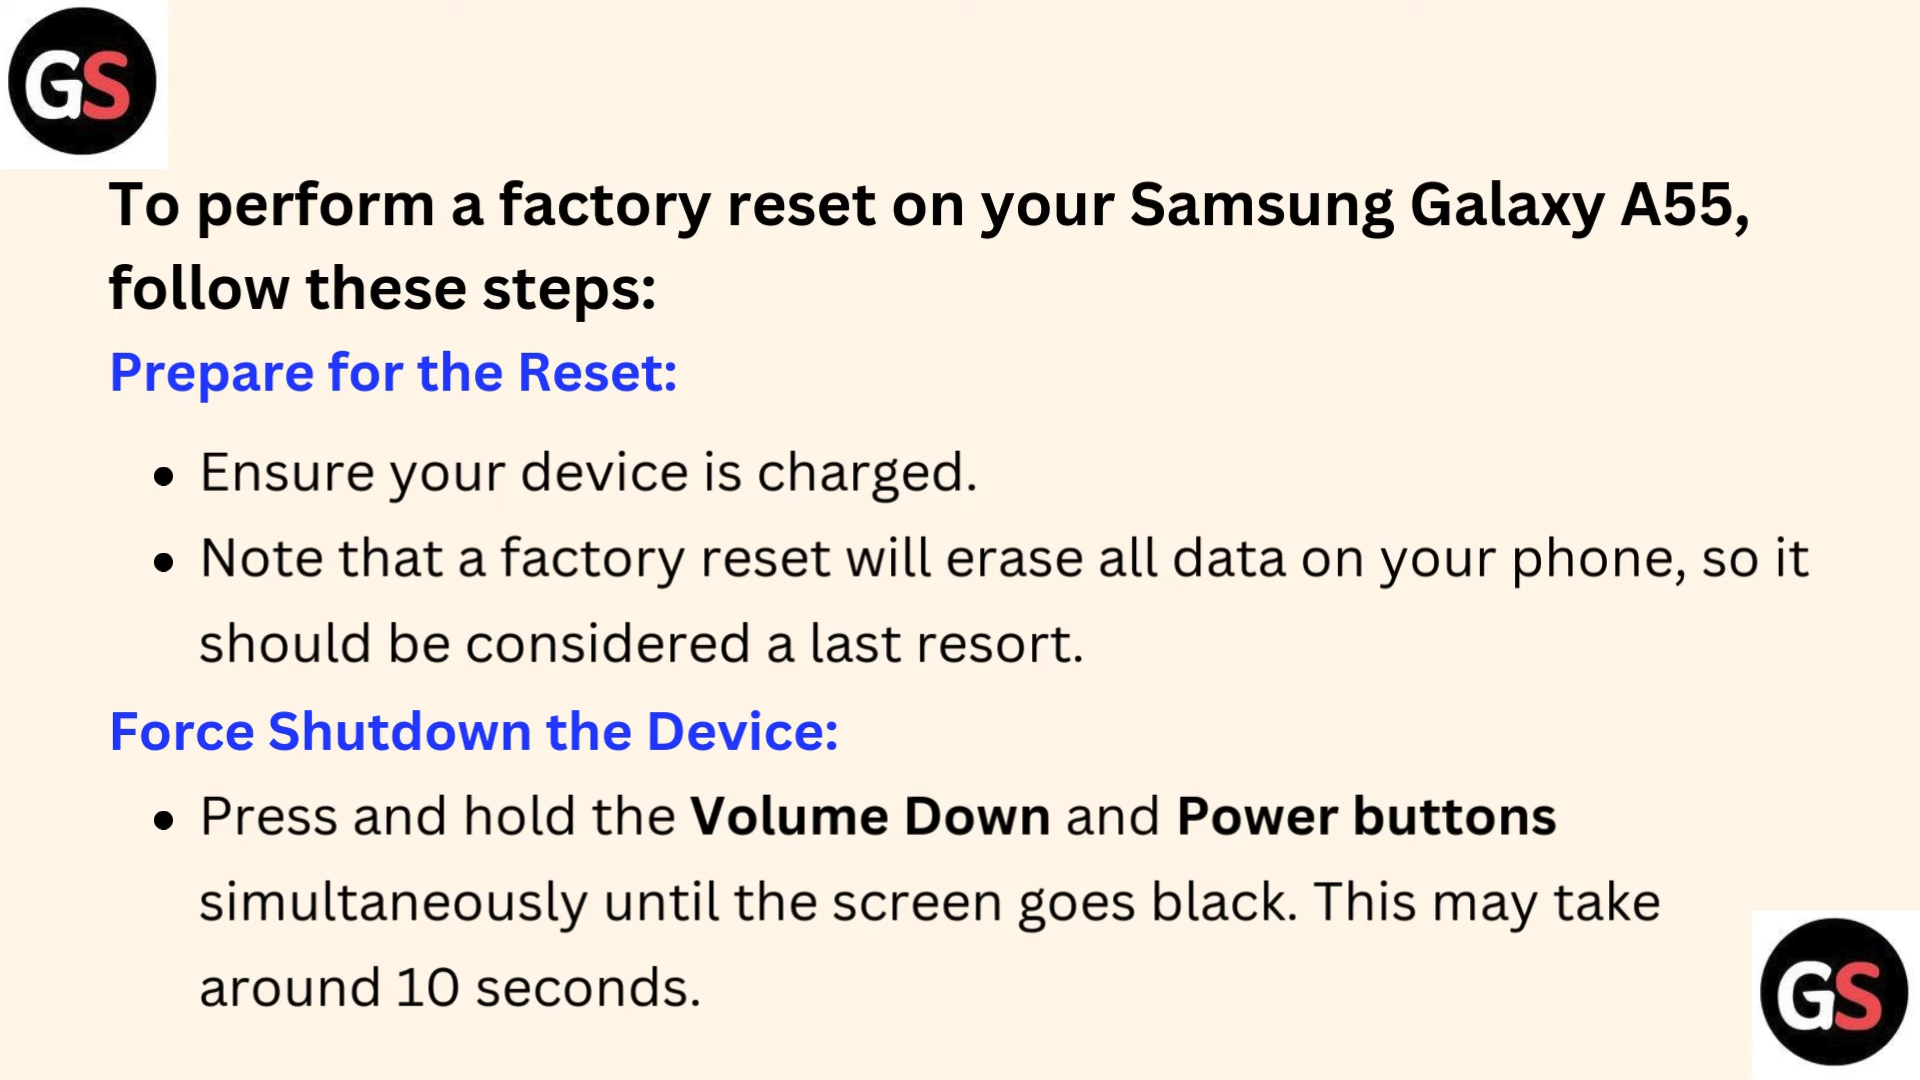 GS
To perform a factory reset on your Samsung Galaxy A55,
follow these steps:
Prepare for the Reset:
• Ensure your device is charged.
• Note that a factory reset will erase all data on your phone, so it
should be considered a last resort.
Force Shutdown the Device:
• Press and hold the Volume Down and Power buttons
simultaneously until the screen goes black. This may take
around 10 seconds.
GS